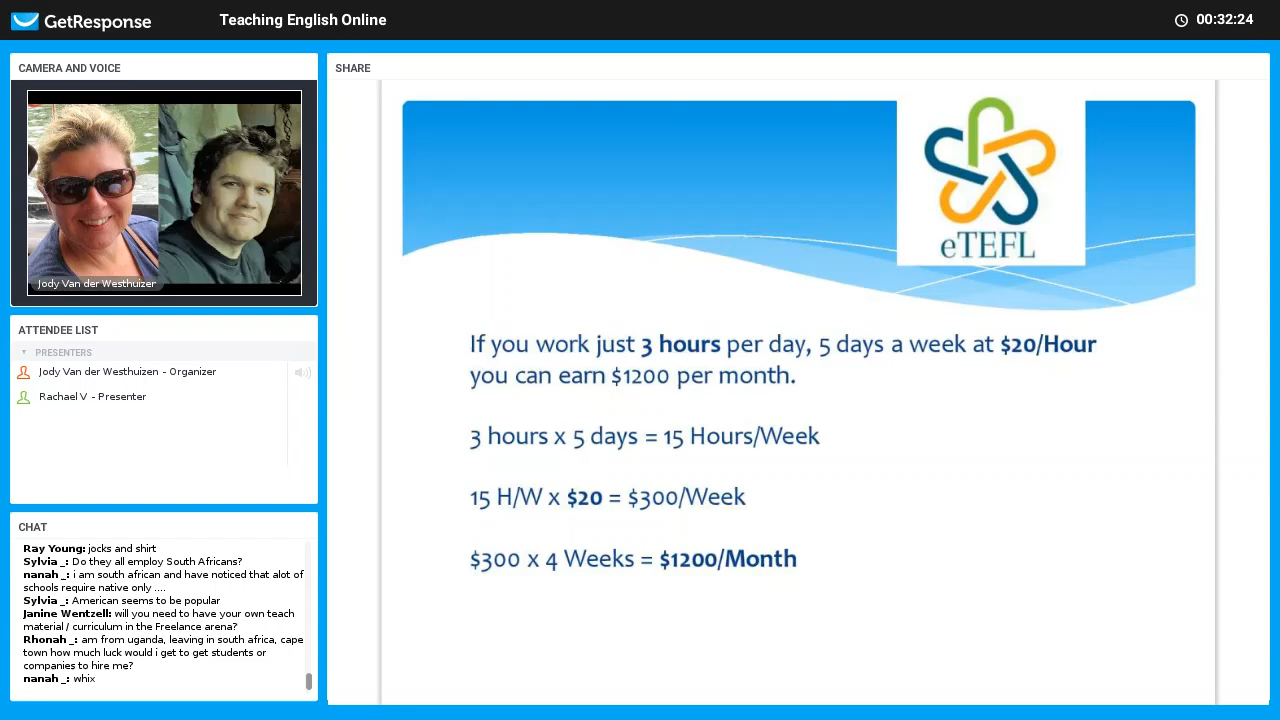 GetResponse
Teaching English Online
00:32:24
CAMERA AND VOICE
Jody Van der Westhuizer
ATTENDEE LIST
PRESENTERS
Jody Van der Westhuizen - Organizer
Rachael V - Presenter
CHAT
Ray Young: jocks and shirt
Sylvia _: Do they all employ South Africans?
nanah _: i am south african and have noticed that alot of
schools require native only ....
Sylvia _: American seems to be popular
Janine Wentzell: will you need to have your own teach
material / curriculum in the Freelance arena?
Rhonah _: am from uganda, leaving in south africa, cape
town how much luck would i get to get students or
companies to hire me?
nanah _: whix
SHARE
eTEFL
If you work just 3 hours per day, 5 days a week at $20/Hour
you can earn $1200 per month.
3 hours x 5 days = 15 Hours/Week
15 H/W x $20 = $300/Week
$300 x 4 Weeks = $1200/Month